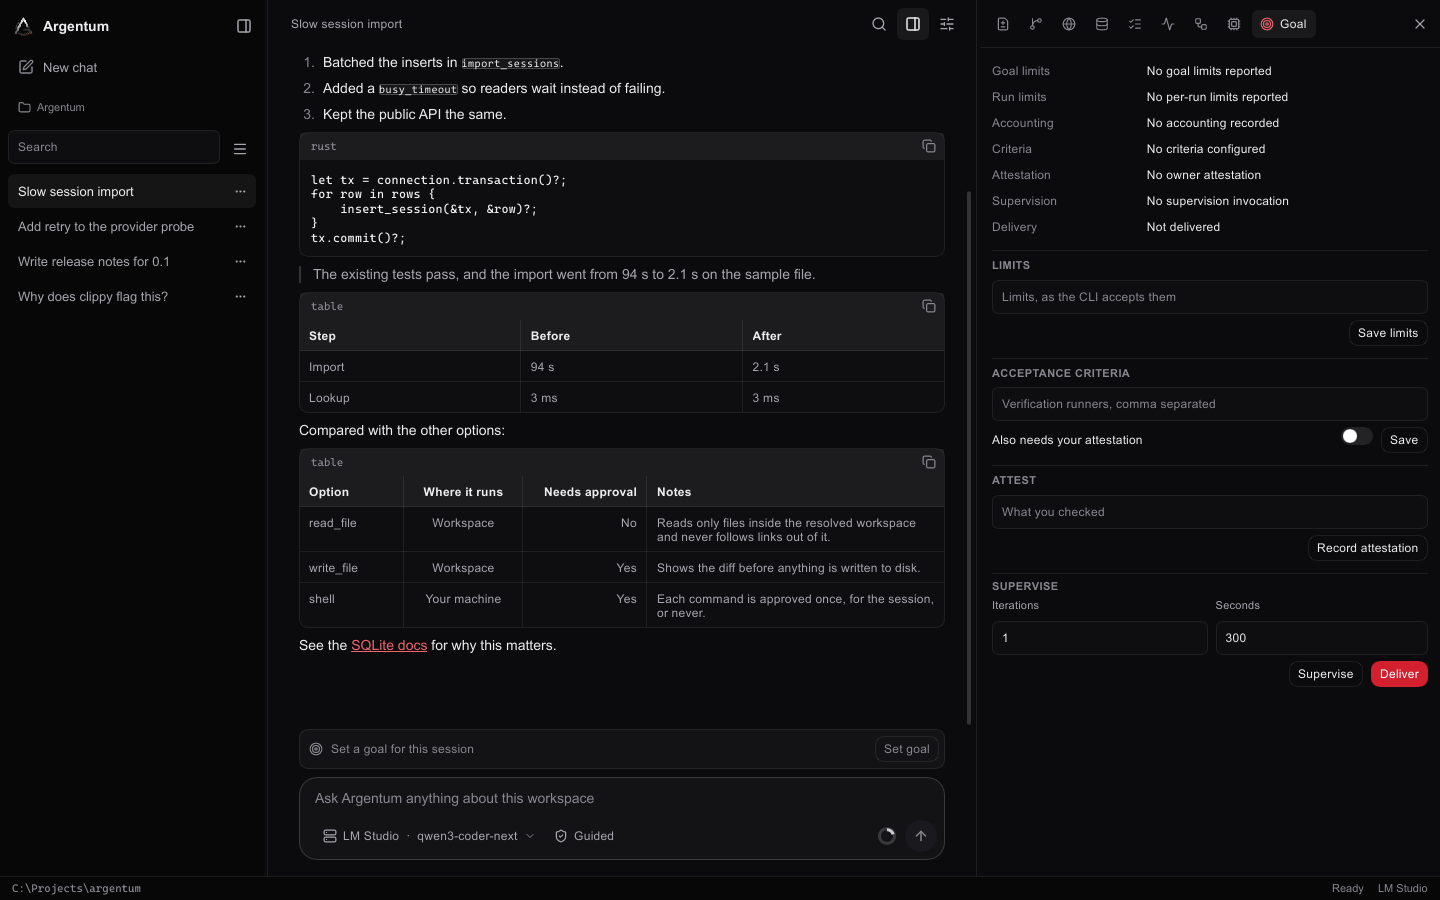 Argentum
New chat
Argentum
Search
Slow session import
Add retry to the provider probe
Write release notes for 0.1
Why does clippy flag this?
Slow session import
1. Batched the inserts in import_sessions.
2. Added a busy_timeout so readers wait instead of failing.
3. Kept the public API the same.
rust
let tx = connection.transaction()?;
for row in rows {
    insert_session(&tx, &row)?;
}
tx.commit()?;
The existing tests pass, and the import went from 94 s to 2.1 s on the sample file.
table
Step Before After
Import 94 s 2.1 s
Lookup 3 ms 3 ms
Compared with the other options:
table
Option Where it runs Needs approval Notes
read_file Workspace No Reads only files inside the resolved workspace
and never follows links out of it.
write_file Workspace Yes Shows the diff before anything is written to disk.
shell Your machine Yes Each command is approved once, for the session,
or never.
See the SQLite docs for why this matters.
Set a goal for this session Set goal
Ask Argentum anything about this workspace
LM Studio · qwen3-coder-next Guided
Goal
Goal limits No goal limits reported
Run limits No per-run limits reported
Accounting No accounting recorded
Criteria No criteria configured
Attestation No owner attestation
Supervision No supervision invocation
Delivery Not delivered
LIMITS
Limits, as the CLI accepts them
Save limits
ACCEPTANCE CRITERIA
Verification runners, comma separated
Also needs your attestation Save
ATTEST
What you checked
Record attestation
SUPERVISE
Iterations Seconds
1 300
Supervise Deliver
C:\Projects\argentum Ready LM Studio